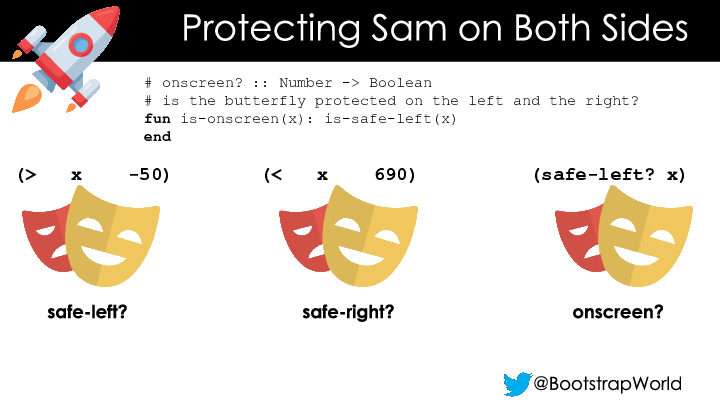 Protecting Sam on Both Sides
# onscreen? :: Number -> Boolean
# is the butterfly protected on the left and the right?
fun is-onscreen(x): is-safe-left(x)
end
(> x -50) (< x 690) (safe-left? x)
safe-left? safe-right? onscreen?
@BootstrapWorld